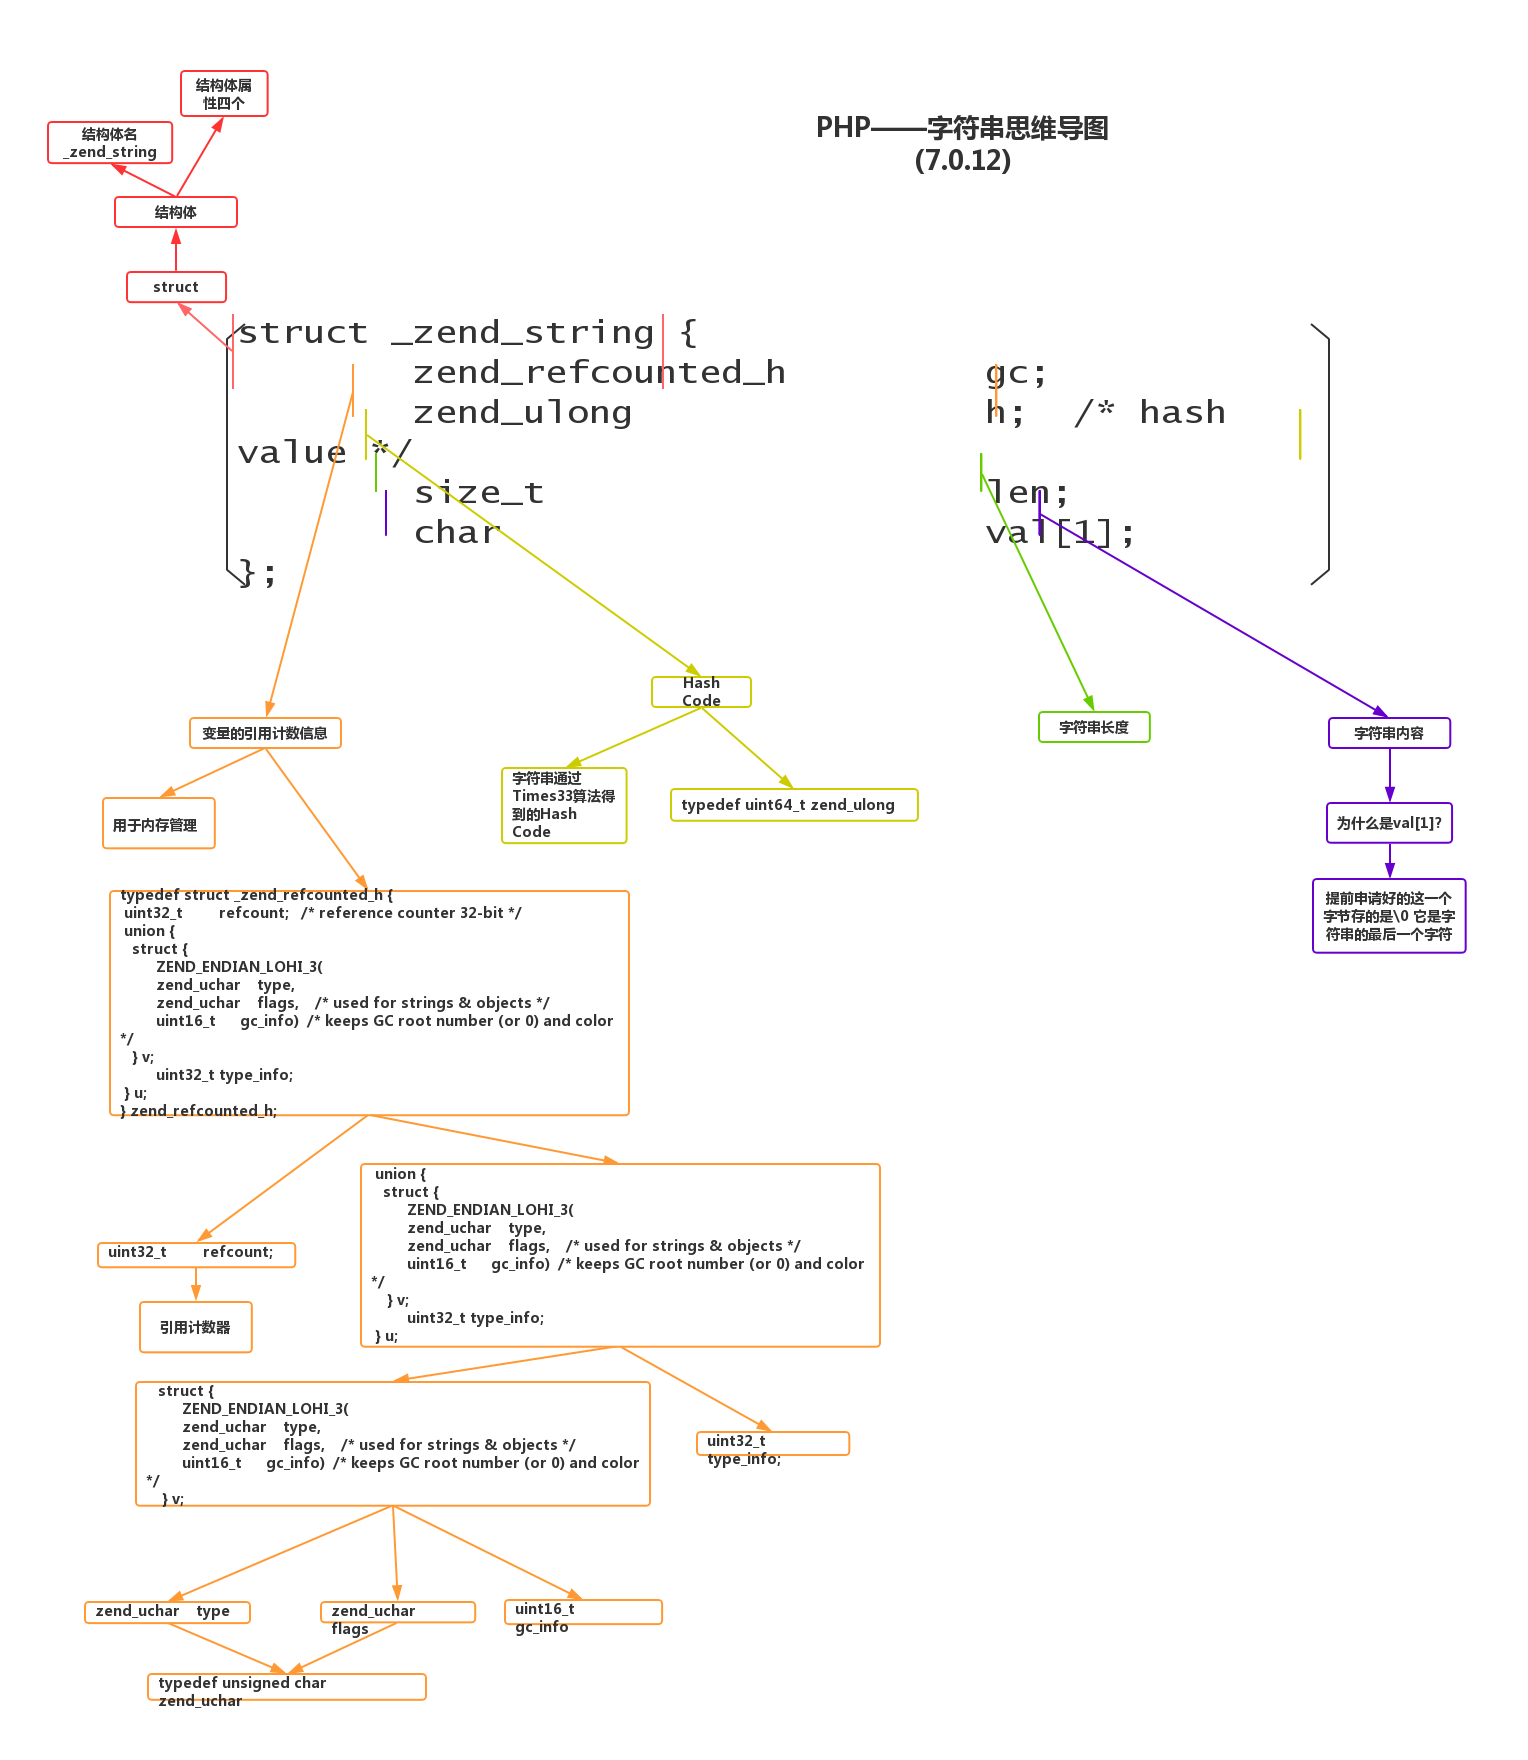 结构体属
性四个
结构体名
_zend_string
PHP——字符串思维导图
(7.0.12)
结构体
struct
struct _zend_string {
zend_refcounted_h gc;
zend_ulong h; /* hash
value */
size_t len;
char val[1];
};
Hash
Code
变量的引用计数信息
字符串长度
字符串内容
字符串通过
Times33算法得
到的Hash
Code
typedef uint64_t zend_ulong
用于内存管理
为什么是val[1]?
提前申请好的这一个
字节存的是\0 它是字
符串的最后一个字符
typedef struct _zend_refcounted_h {
uint32_t refcount; /* reference counter 32-bit */
union {
struct {
ZEND_ENDIAN_LOHI_3(
zend_uchar type,
zend_uchar flags, /* used for strings & objects */
uint16_t gc_info) /* keeps GC root number (or 0) and color
*/
} v;
uint32_t type_info;
} u;
} zend_refcounted_h;
union {
struct {
ZEND_ENDIAN_LOHI_3(
zend_uchar type,
zend_uchar flags, /* used for strings & objects */
uint16_t gc_info) /* keeps GC root number (or 0) and color
*/
} v;
uint32_t type_info;
} u;
uint32_t refcount;
引用计数器
struct {
ZEND_ENDIAN_LOHI_3(
zend_uchar type,
zend_uchar flags, /* used for strings & objects */
uint16_t gc_info) /* keeps GC root number (or 0) and color
*/
} v;
uint32_t
type_info;
zend_uchar type
zend_uchar
flags
uint16_t
gc_info
typedef unsigned char
zend_uchar